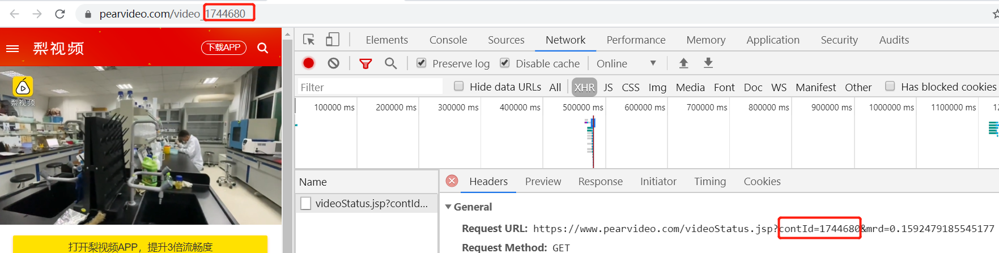 pearvideo.com/video_1744680
梨视频
下载APP
梨视频
打开梨视频APP，提升3倍流畅度
Elements Console Sources Network Performance Memory Application Security Audits
Preserve log Disable cache Online
Filter Hide data URLs All XHR JS CSS Img Media Font Doc WS Manifest Other Has blocked cookies
100000 ms 200000 ms 300000 ms 400000 ms 500000 ms 600000 ms 700000 ms 800000 ms 900000 ms 1000000 ms 1100000 ms 12
Name
videoStatus.jsp?contId...
Headers Preview Response Initiator Timing Cookies
General
Request URL: https://www.pearvideo.com/videoStatus.jsp?contId=1744680&mrd=0.1592479185545177
Request Method: GET